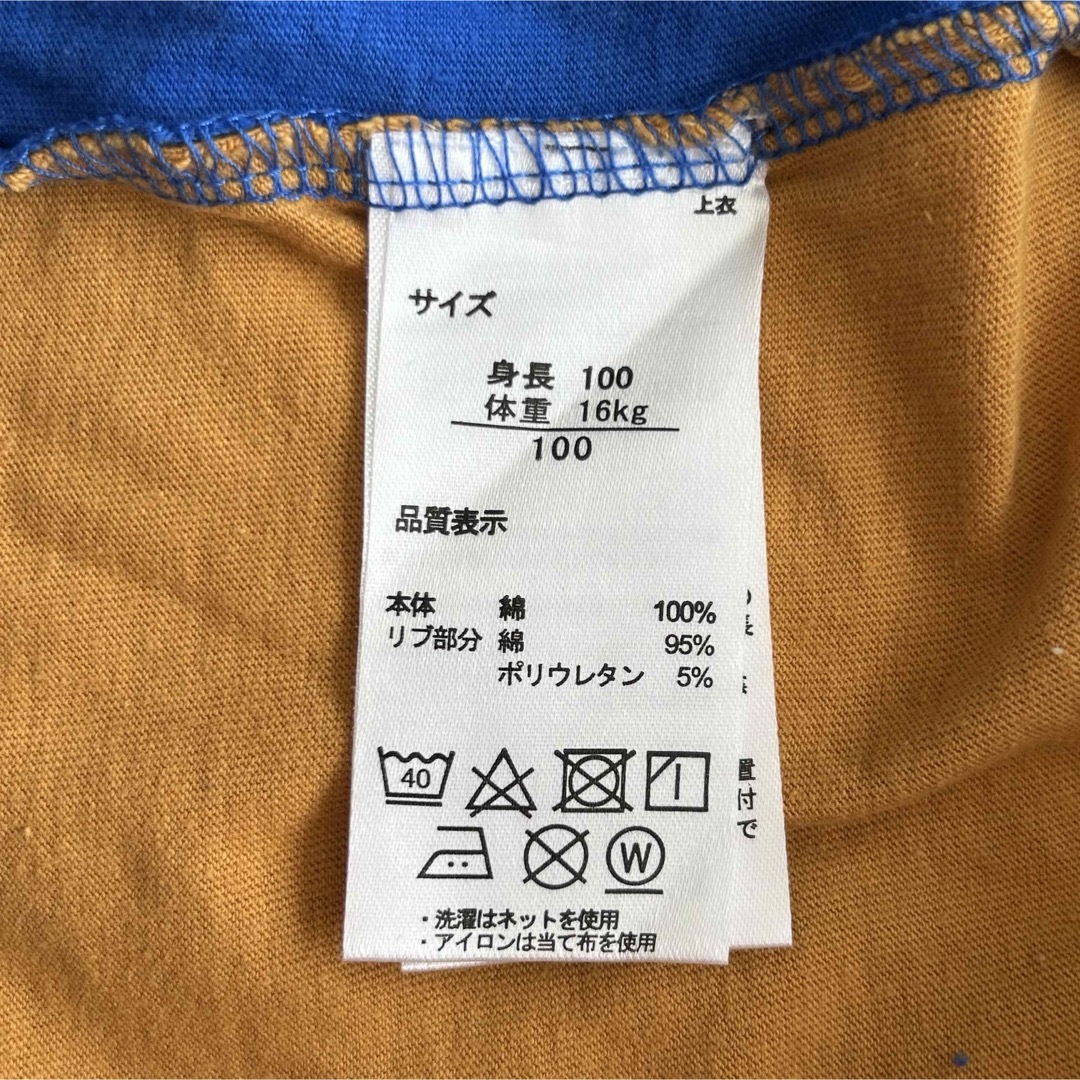 上衣
サイズ
身長 100
体重 16kg
100
品質表示
本体 綿 100%
リブ部分 綿 95%
ポリウレタン 5%
40
W
・洗濯はネットを使用
・アイロンは当て布を使用
長
置
付で